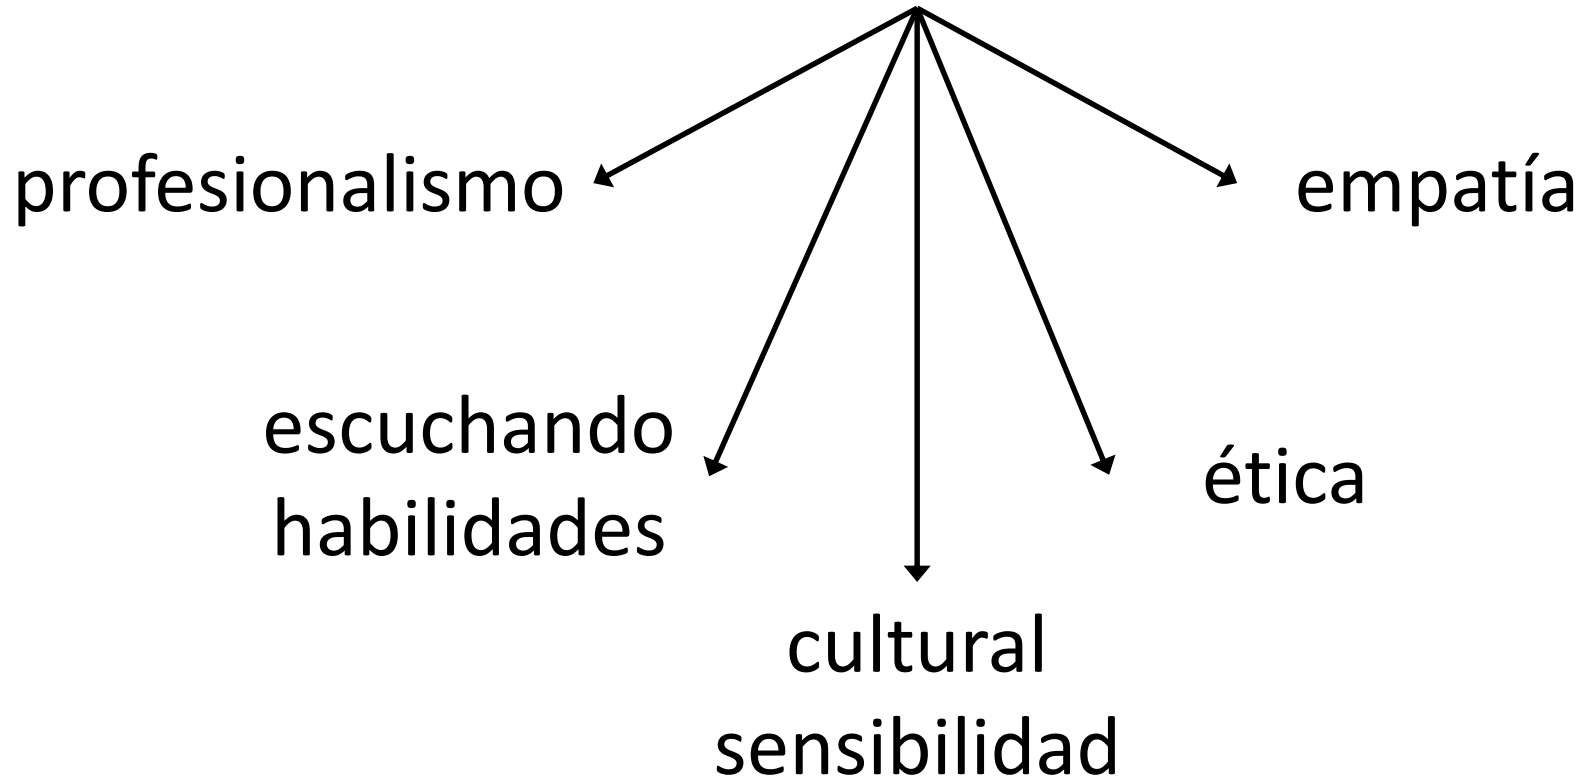 profesionalismo
empatía
escuchando
habilidades
ética
cultural
sensibilidad